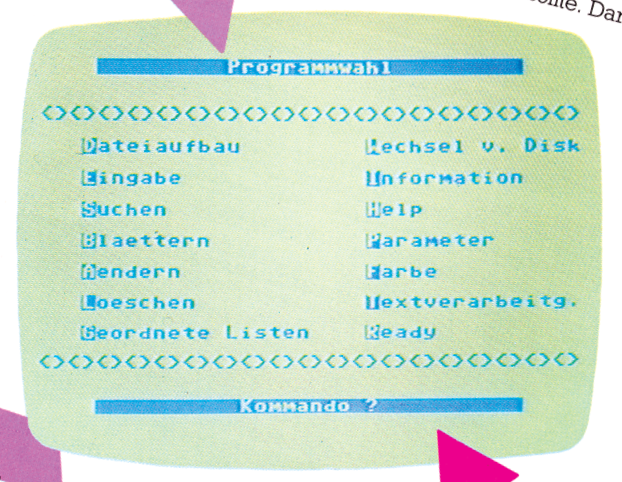 Dar
Programmwahl
<><><><><><><><><><><><><><><><><><><>
Dateiaufbau Wechsel v. Disk
Eingabe Information
Suchen Help
Blaettern Parameter
Aendern Farbe
Loeschen Textverarbeitg.
Geordnete Listen Ready
<><><><><><><><><><><><><><><><><><><>
Kommando ?